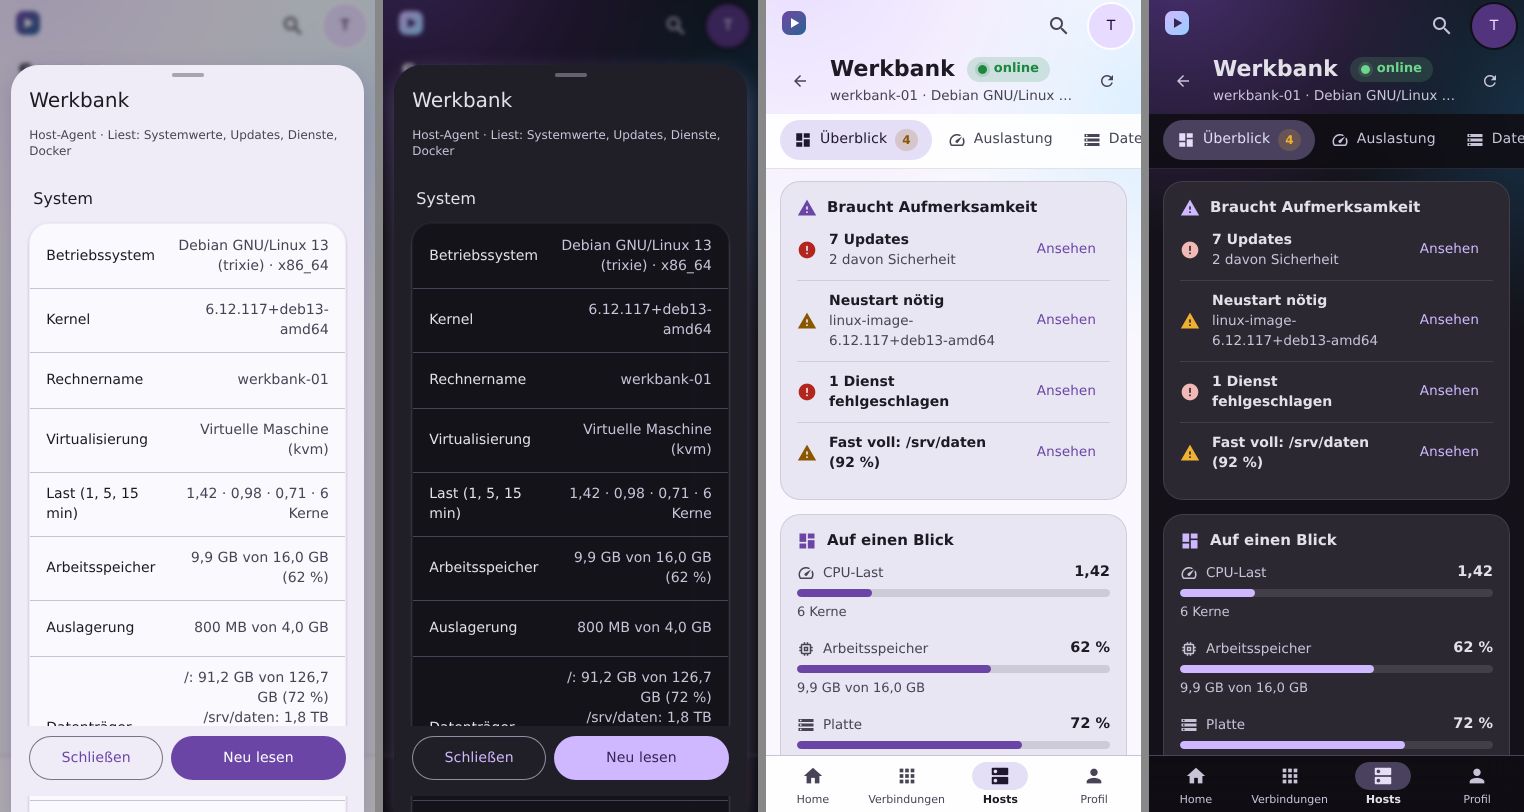 T
Werkbank
Host-Agent · Liest: Systemwerte, Updates, Dienste,
Docker
System
Betriebssystem
Debian GNU/Linux 13
(trixie) · x86_64
Kernel
6.12.117+deb13-
amd64
Rechnername
werkbank-01
Virtualisierung
Virtuelle Maschine
(kvm)
Last (1, 5, 15
min)
1,42 · 0,98 · 0,71 · 6
Kerne
Arbeitsspeicher
9,9 GB von 16,0 GB
(62 %)
Auslagerung
800 MB von 4,0 GB
/: 91,2 GB von 126,7
GB (72 %)
/srv/daten: 1,8 TB
Datenträger
Schließen
Neu lesen
T
Werkbank
Host-Agent · Liest: Systemwerte, Updates, Dienste,
Docker
System
Betriebssystem
Debian GNU/Linux 13
(trixie) · x86_64
Kernel
6.12.117+deb13-
amd64
Rechnername
werkbank-01
Virtualisierung
Virtuelle Maschine
(kvm)
Last (1, 5, 15
min)
1,42 · 0,98 · 0,71 · 6
Kerne
Arbeitsspeicher
9,9 GB von 16,0 GB
(62 %)
Auslagerung
800 MB von 4,0 GB
/: 91,2 GB von 126,7
GB (72 %)
/srv/daten: 1,8 TB
Datenträger
Schließen
Neu lesen
T
Werkbank
online
werkbank-01 · Debian GNU/Linux ...
Überblick 4
Auslastung
Date
Braucht Aufmerksamkeit
7 Updates
2 davon Sicherheit
Ansehen
Neustart nötig
linux-image-
6.12.117+deb13-amd64
Ansehen
1 Dienst
fehlgeschlagen
Ansehen
Fast voll: /srv/daten
(92 %)
Ansehen
Auf einen Blick
CPU-Last 1,42
6 Kerne
Arbeitsspeicher 62 %
9,9 GB von 16,0 GB
Platte 72 %
Home
Verbindungen
Hosts
Profil
T
Werkbank
online
werkbank-01 · Debian GNU/Linux ...
Überblick 4
Auslastung
Date
Braucht Aufmerksamkeit
7 Updates
2 davon Sicherheit
Ansehen
Neustart nötig
linux-image-
6.12.117+deb13-amd64
Ansehen
1 Dienst
fehlgeschlagen
Ansehen
Fast voll: /srv/daten
(92 %)
Ansehen
Auf einen Blick
CPU-Last 1,42
6 Kerne
Arbeitsspeicher 62 %
9,9 GB von 16,0 GB
Platte 72 %
Home
Verbindungen
Hosts
Profil